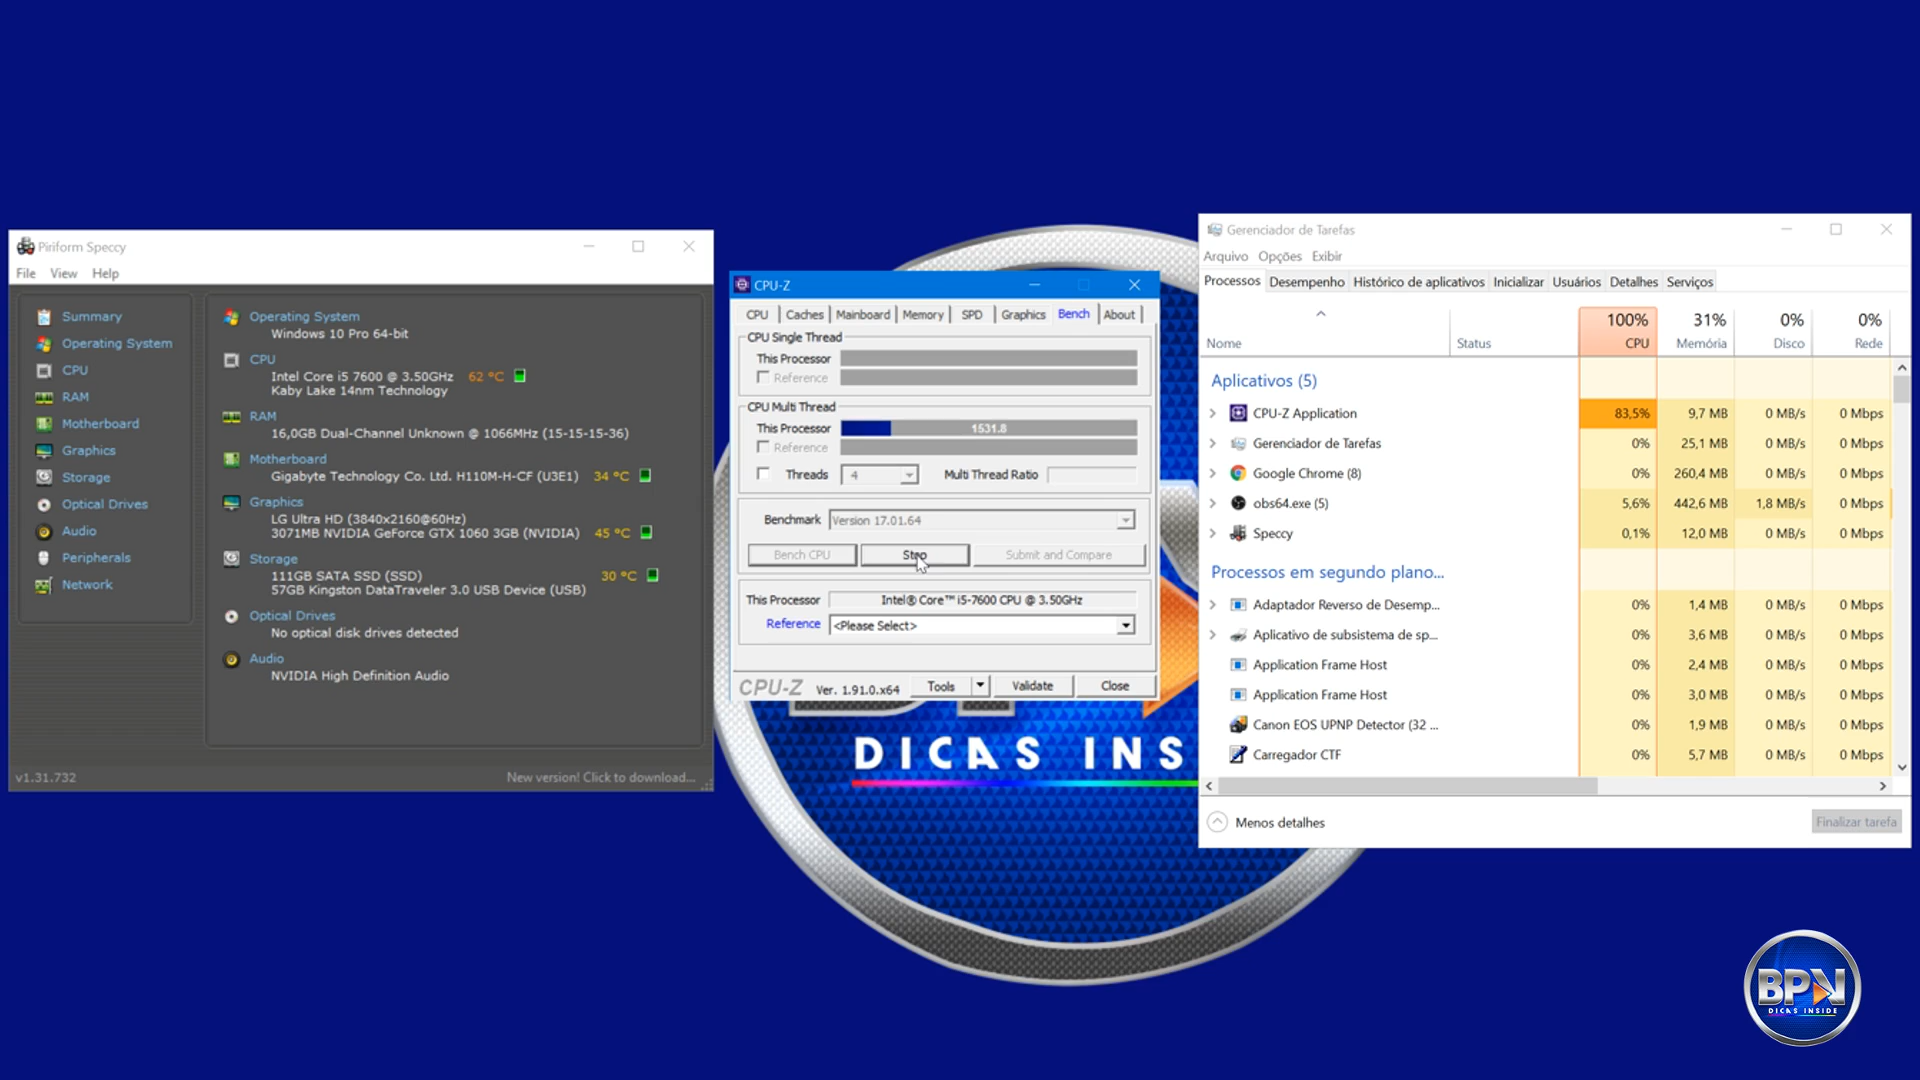 Piriform Speccy
File View Help
Summary
Operating System
CPU
RAM
Motherboard
Graphics
Storage
Optical Drives
Audio
Peripherals
Network
Operating System
Windows 10 Pro 64-bit
CPU
Intel Core i5 7600 @ 3.50GHz 62 °C
Kaby Lake 14nm Technology
RAM
16,0GB Dual-Channel Unknown @ 1066MHz (15-15-15-36)
Motherboard
Gigabyte Technology Co. Ltd. H110M-H-CF (U3E1) 34 °C
Graphics
LG Ultra HD (3840x2160@60Hz)
3071MB NVIDIA GeForce GTX 1060 3GB (NVIDIA) 45 °C
Storage
111GB SATA SSD (SSD) 30 °C
57GB Kingston DataTraveler 3.0 USB Device (USB)
Optical Drives
No optical disk drives detected
Audio
NVIDIA High Definition Audio
v1.31.732 New version! Click to download...
CPU-Z
CPU Caches Mainboard Memory SPD Graphics Bench About
CPU Single Thread
This Processor
Reference
CPU Multi Thread
This Processor 1531.8
Reference
Threads 4 Multi Thread Ratio
Benchmark Version 17.01.64
Bench CPU Stop Submit and Compare
This Processor Intel® Core™ i5-7600 CPU @ 3.50GHz
Reference <Please Select>
CPU-Z Ver. 1.91.0.x64 Tools Validate Close
DICAS INS
Gerenciador de Tarefas
Arquivo Opções Exibir
Processos Desempenho Histórico de aplicativos Inicializar Usuários Detalhes Serviços
100% 31% 0% 0%
Nome Status CPU Memória Disco Rede
Aplicativos (5)
CPU-Z Application 83,5% 9,7 MB 0 MB/s 0 Mbps
Gerenciador de Tarefas 0% 25,1 MB 0 MB/s 0 Mbps
Google Chrome (8) 0% 260,4 MB 0 MB/s 0 Mbps
obs64.exe (5) 5,6% 442,6 MB 1,8 MB/s 0 Mbps
Speccy 0,1% 12,0 MB 0 MB/s 0 Mbps
Processos em segundo plano...
Adaptador Reverso de Desemp... 0% 1,4 MB 0 MB/s 0 Mbps
Aplicativo de subsistema de sp... 0% 3,6 MB 0 MB/s 0 Mbps
Application Frame Host 0% 2,4 MB 0 MB/s 0 Mbps
Application Frame Host 0% 3,0 MB 0 MB/s 0 Mbps
Canon EOS UPNP Detector (32 ... 0% 1,9 MB 0 MB/s 0 Mbps
Carregador CTF 0% 5,7 MB 0 MB/s 0 Mbps
Menos detalhes Finalizar tarefa
BPN
DICAS INSIDE